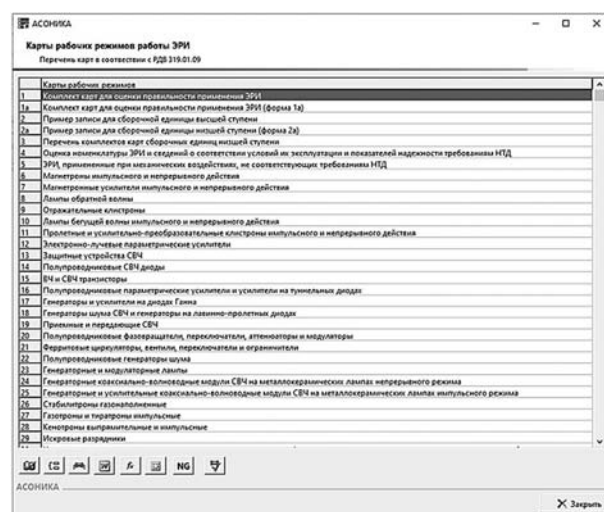 АСОНИКА
Карты рабочих режимов работы ЭРИ
Перечень карт в соотвествии с РДВ 319.01.09
Карты рабочих режимов
1 Комплект карт для оценки правильности применения ЭРИ
1а Комплект карт для оценки правильности применения ЭРИ (форма 1а)
2 Пример записи для сборочной единицы высшей ступени
2а Пример записи для сборочной единицы низшей ступени (форма 2а)
3 Перечень комплектов карт сборочных единиц низшей ступени
4 Оценка номенклатуры ЭРИ и сведений о соответствии условий их эксплуатации и показателей надежности требованиям НТД
5 ЭРИ, примененные при механических воздействиях, не соответствующих требованиям НТД
6 Магнетроны импульсного и непрерывного действия
7 Магнетронные усилители импульсного и непрерывного действия
8 Лампы обратной волны
9 Отражательные клистроны
10 Лампы бегущей волны импульсного и непрерывного действия
11 Пролетные и усилительно-преобразовательные клистроны импульсного и непрерывного действия
12 Электронно-лучевые параметрические усилители
13 Защитные устройства СВЧ
14 Полупроводниковые СВЧ диоды
15 ВЧ и СВЧ транзисторы
16 Полупроводниковые параметрические усилители и усилители на туннельных диодах
17 Генераторы и усилители на диодах Ганна
18 Генераторы шума СВЧ и генераторы на лавинно-пролетных диодах
19 Приемные и передающие СВЧ
20 Полупроводниковые фазовращатели, переключатели, аттенюаторы и модуляторы
21 Ферритовые циркуляторы, вентили, переключатели и ограничители
22 Полупроводниковые генераторы шума
23 Генераторные и модуляторные лампы
24 Генераторные коаксиально-волноводные модули СВЧ на металлокерамических лампах непрерывного режима
25 Генераторные и усилительные коаксиально-волноводные модули СВЧ на металлокерамических лампах импульсного режима
26 Стабилитроны газонаполненные
27 Газотроны и тиратроны импульсные
28 Кенотроны выпрямительные и импульсные
29 Искровые разрядники
NG
АСОНИКА
Закрыть